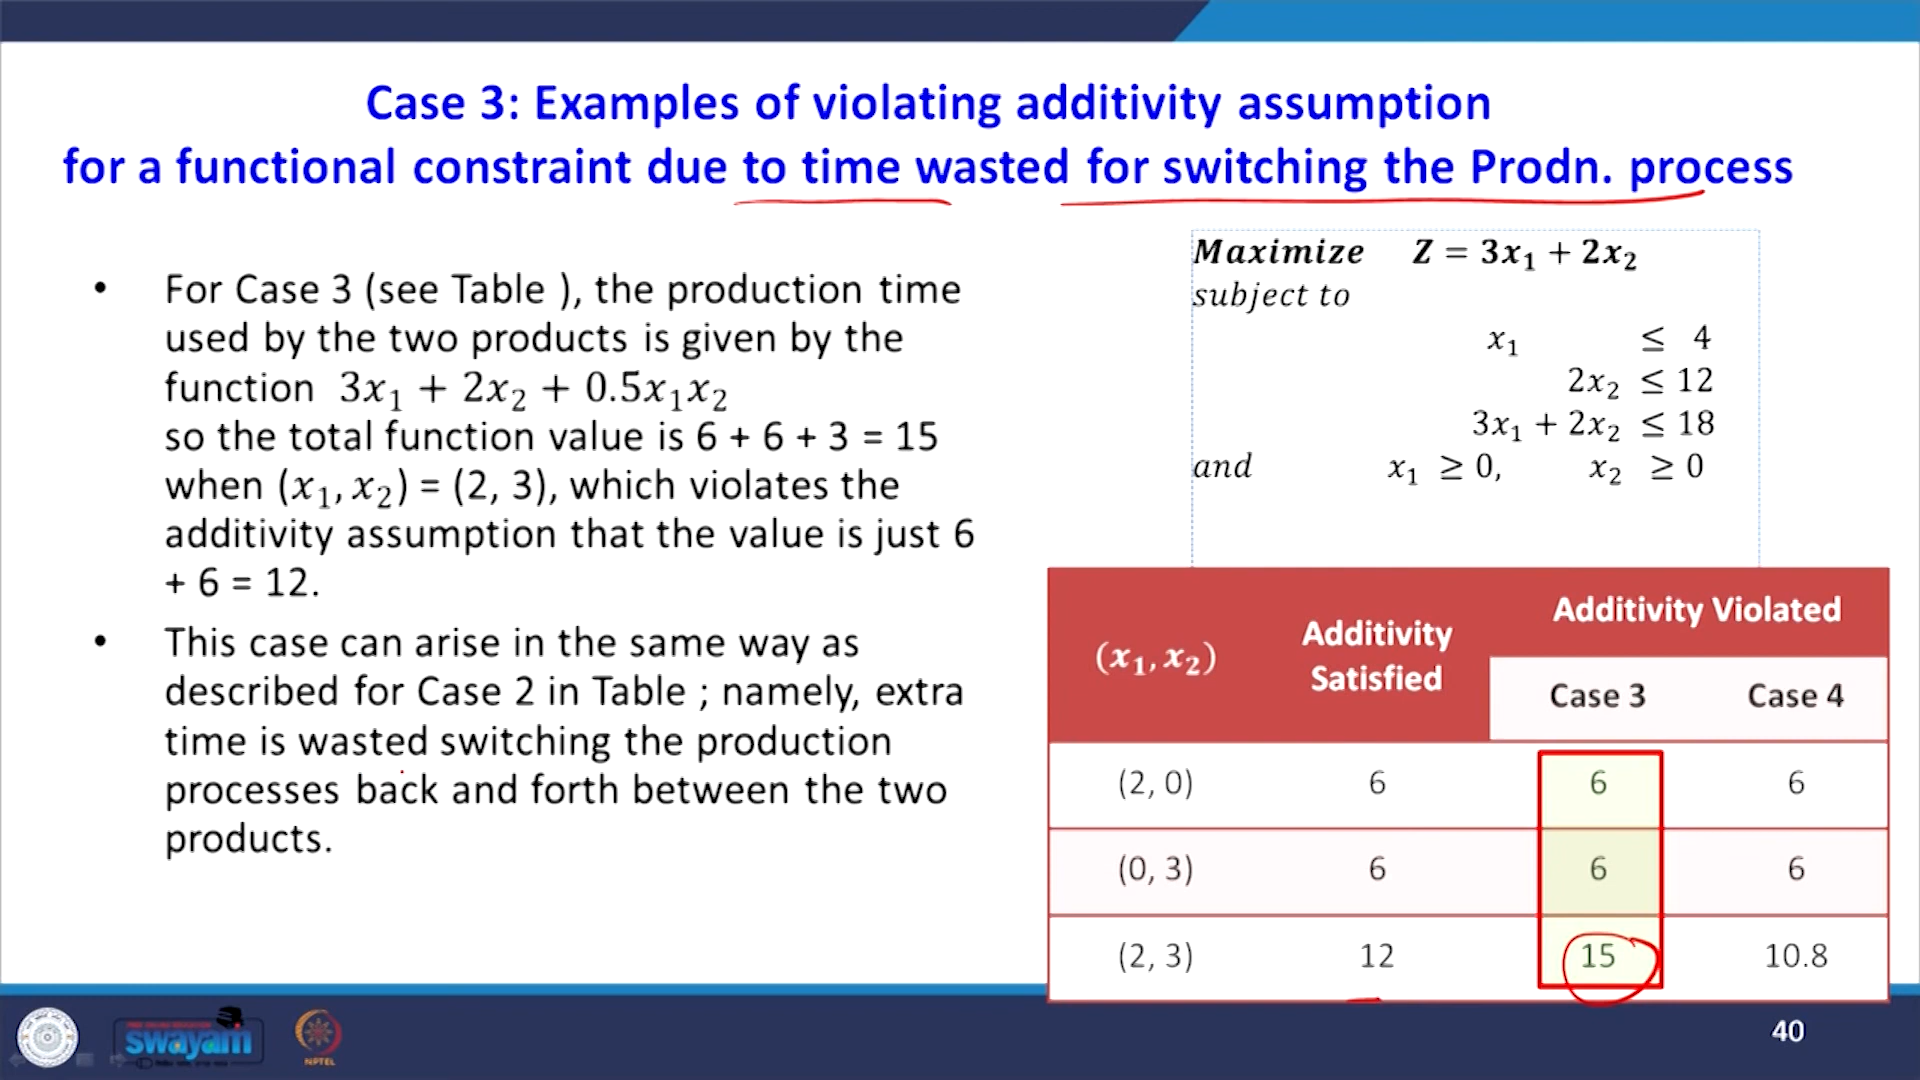 Case 3: Examples of violating additivity assumption
for a functional constraint due to time wasted for switching the Prodn. process
• For Case 3 (see Table ), the production time
used by the two products is given by the
function 3x₁ + 2x₂ + 0.5x₁x₂
so the total function value is 6 + 6 + 3 = 15
when (x₁, x₂) = (2, 3), which violates the
additivity assumption that the value is just 6
+ 6 = 12.
• This case can arise in the same way as
described for Case 2 in Table ; namely, extra
time is wasted switching the production
processes back and forth between the two
products.
Maximize Z = 3x₁ + 2x₂
subject to
x₁ ≤ 4
2x₂ ≤ 12
3x₁ + 2x₂ ≤ 18
and x₁ ≥ 0, x₂ ≥ 0
(x₁, x₂) Additivity Satisfied Additivity Violated
Case 3 Case 4
(2, 0) 6 6 6
(0, 3) 6 6 6
(2, 3) 12 15 10.8
swayam
NPTEL
40